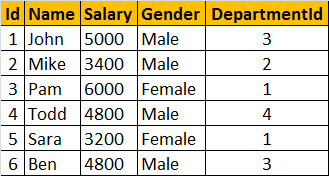 Id Name Salary Gender DepartmentId
1 John 5000 Male 3
2 Mike 3400 Male 2
3 Pam 6000 Female 1
4 Todd 4800 Male 4
5 Sara 3200 Female 1
6 Ben 4800 Male 3